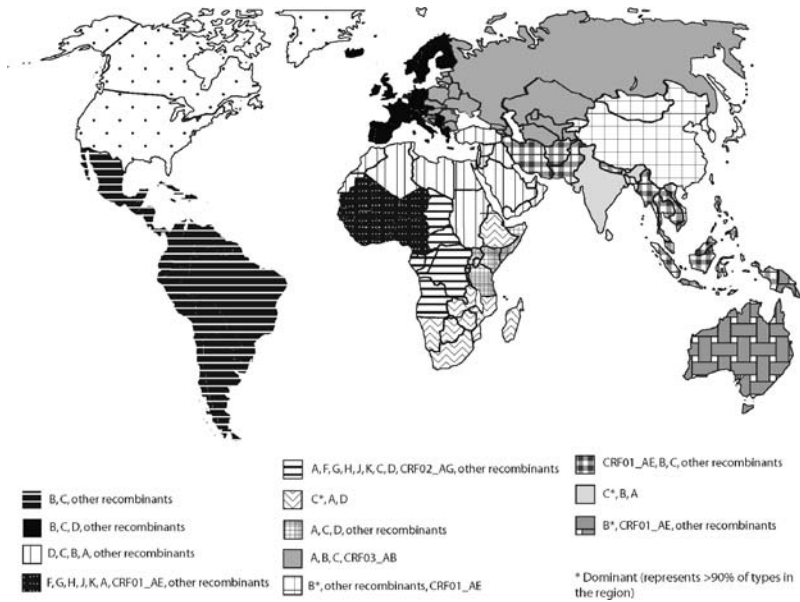 B, C, other recombinants
B, C, D, other recombinants
D, C, B, A, other recombinants
F, G, H, J, K, A, CRF01_AE, other recombinants
A, F, G, H, J, K, C, D, CRF02_AG, other recombinants
C*, A, D
A, C, D, other recombinants
A, B, C, CRF03_AB
B*, other recombinants, CRF01_AE
CRF01_AE, B, C, other recombinants
C*, B, A
B*, CRF01_AE, other recombinants
* Dominant (represents >90% of types in
the region)